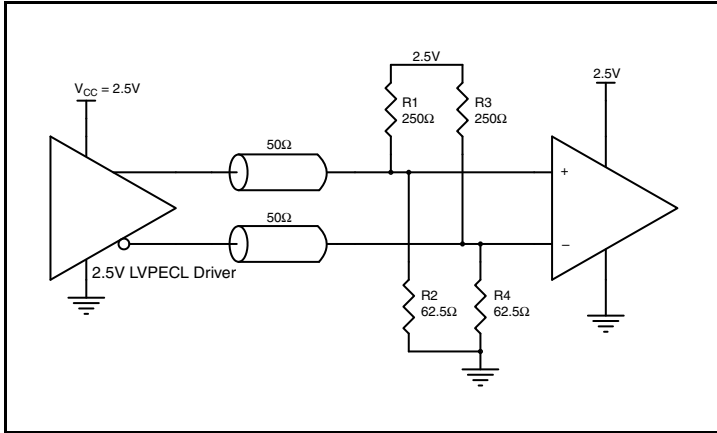 2.5V
V_CC = 2.5V
2.5V
R1
250Ω
R3
250Ω
50Ω
+
50Ω
–
2.5V LVPECL Driver
R2
62.5Ω
R4
62.5Ω